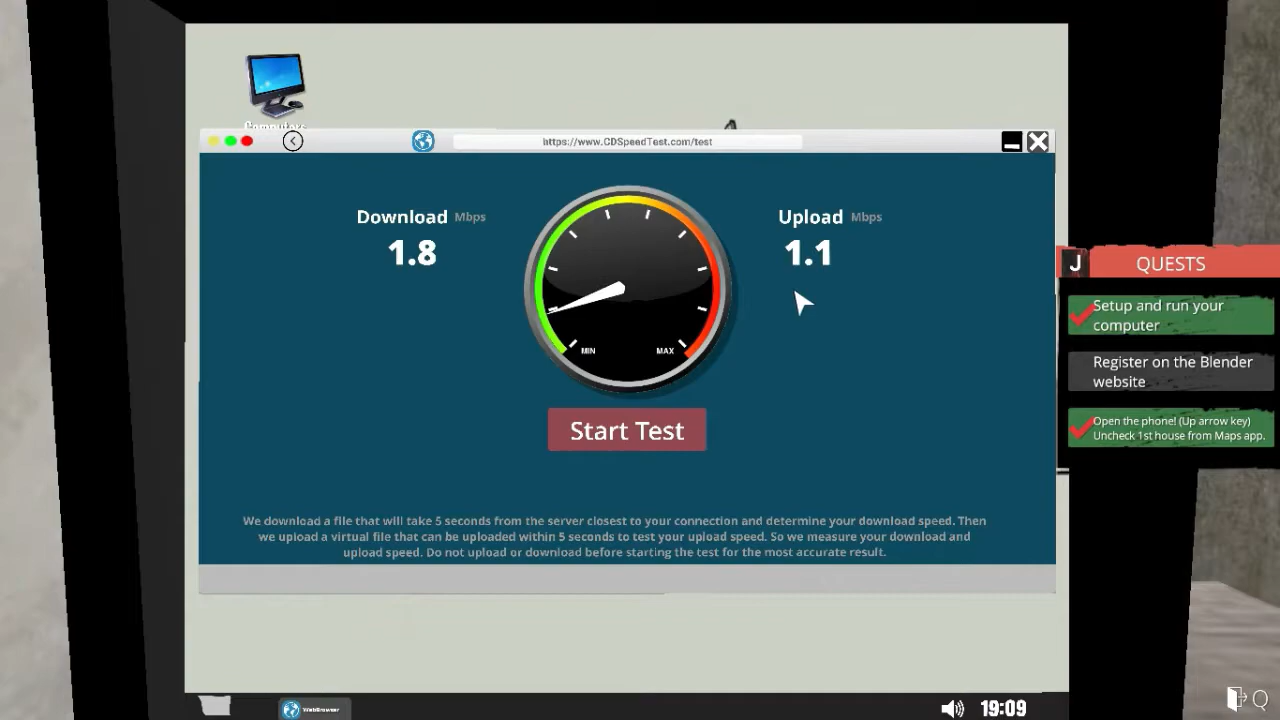 Computers
https://www.CDSpeedTest.com/test
Download Mbps
1.8
Upload Mbps
1.1
MIN MAX
Start Test
We download a file that will take 5 seconds from the server closest to your connection and determine your download speed. Then
we upload a virtual file that can be uploaded within 5 seconds to test your upload speed. So we measure your download and
upload speed. Do not upload or download before starting the test for the most accurate result.
J QUESTS
Setup and run your
computer
Register on the Blender
website
Open the phone! (Up arrow key)
Uncheck 1st house from Maps app.
WebBrowser
19:09
Q